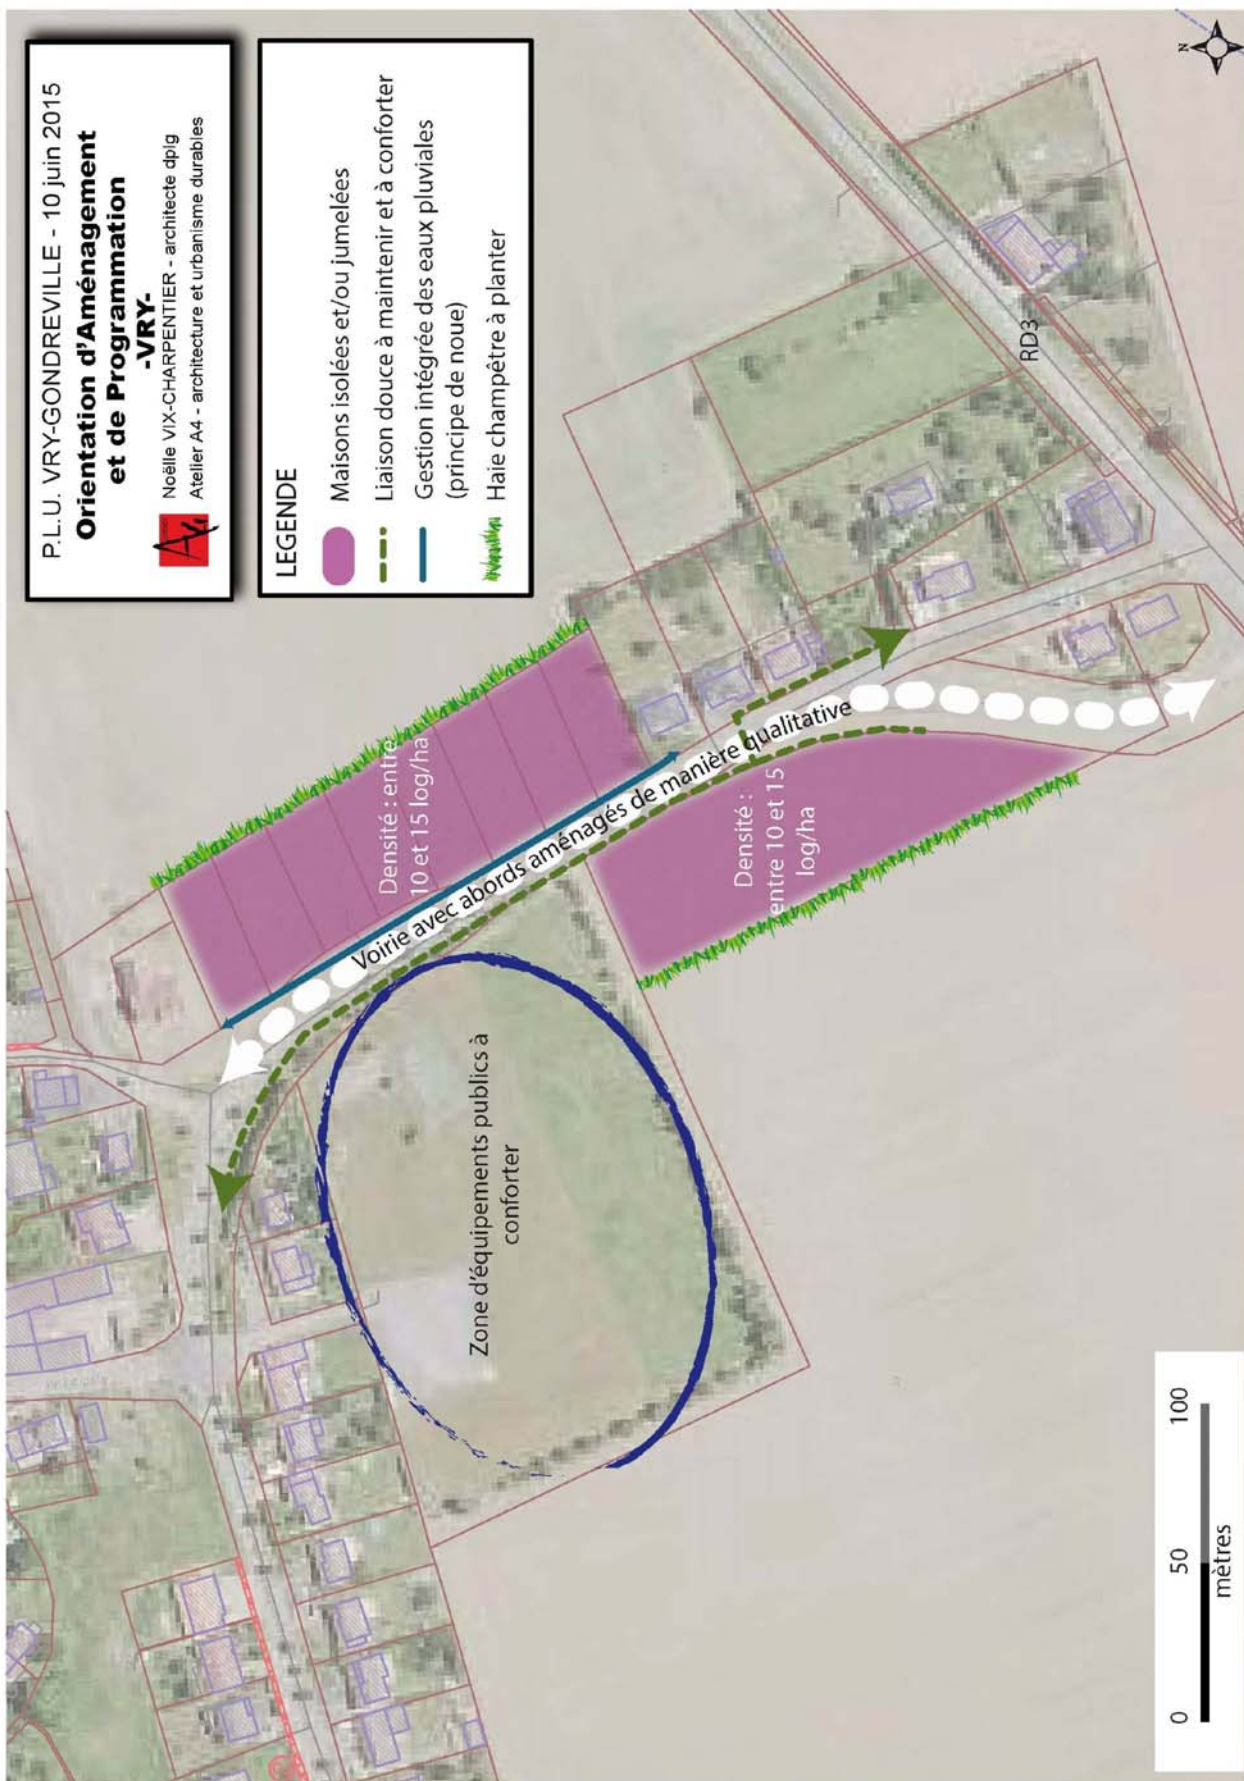 P.L.U. VRY-GONDREVILLE - 10 juin 2015
Orientation d'Aménagement
et de Programmation
-VRY-
Noëlle VIX-CHARPENTIER - architecte dplg
Atelier A4 - architecture et urbanisme durables
LEGENDE
Maisons isolées et/ou jumelées
Liaison douce à maintenir et à conforter
Gestion intégrée des eaux pluviales
(principe de noue)
Haie champêtre à planter
N
Densité : entre
10 et 15 log/ha
Voirie avec abords aménagés de manière qualitative
Densité :
entre 10 et 15
log/ha
Zone d'équipements publics à
conforter
RD3
0
50
100
mètres